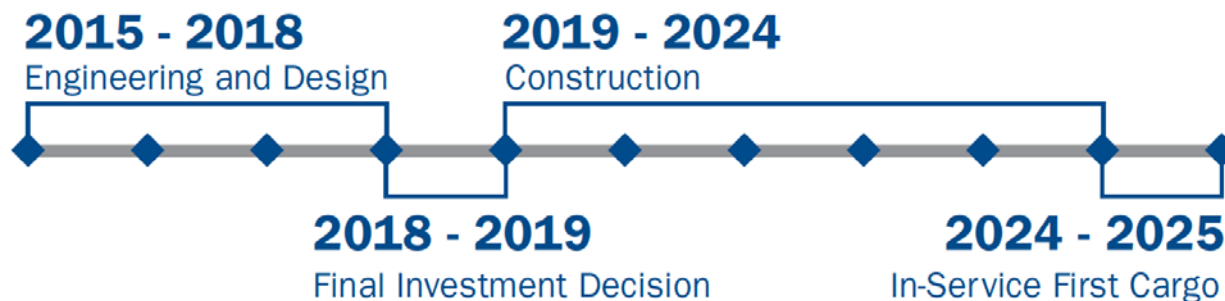 2015 - 2018
Engineering and Design
2019 - 2024
Construction
2018 - 2019
Final Investment Decision
2024 - 2025
In-Service First Cargo